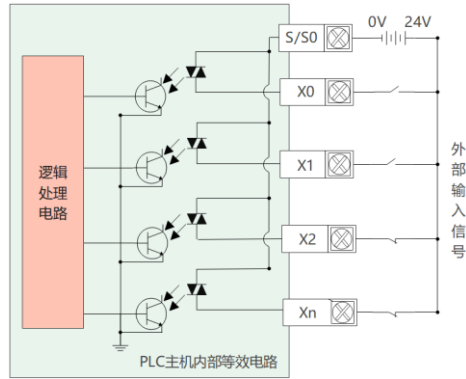 0V 24V
S/S0
X0
X1
X2
Xn
逻辑
处理
电路
外
部
输
入
信
号
PLC主机内部等效电路